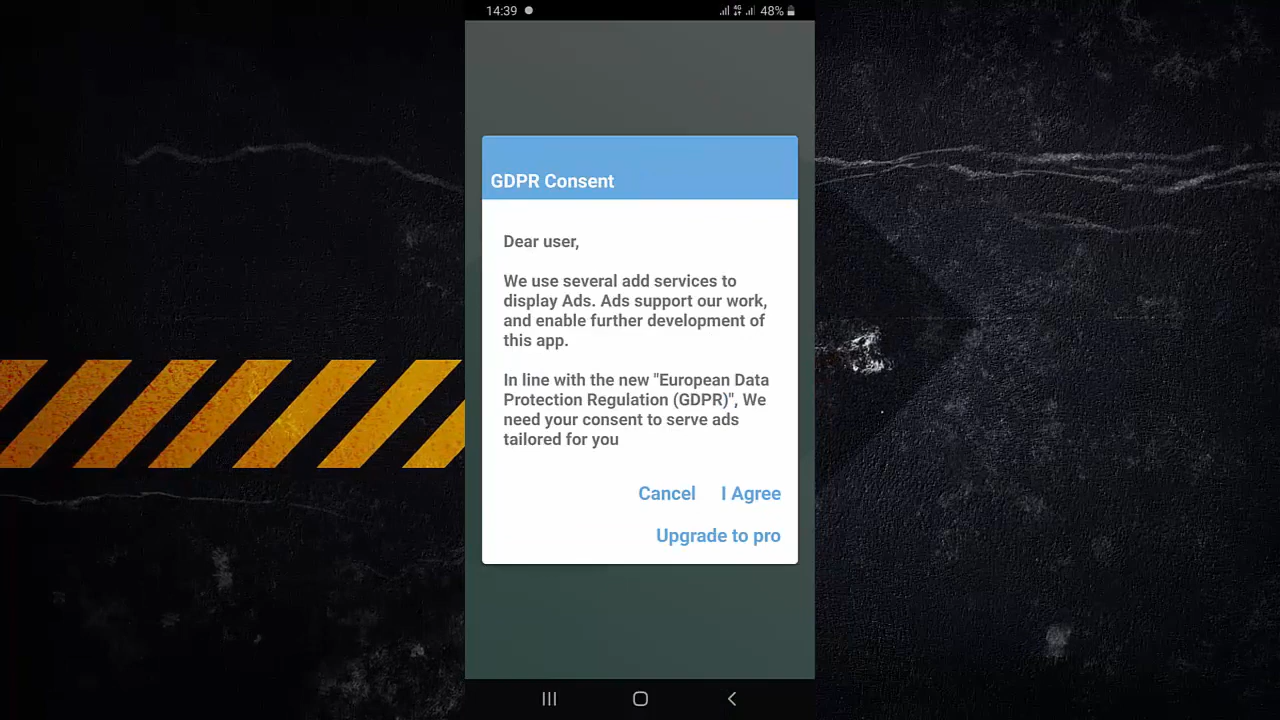 14:39
4G
48%
GDPR Consent
Dear user,
We use several add services to
display Ads. Ads support our work,
and enable further development of
this app.
In line with the new "European Data
Protection Regulation (GDPR)", We
need your consent to serve ads
tailored for you
Cancel I Agree
Upgrade to pro